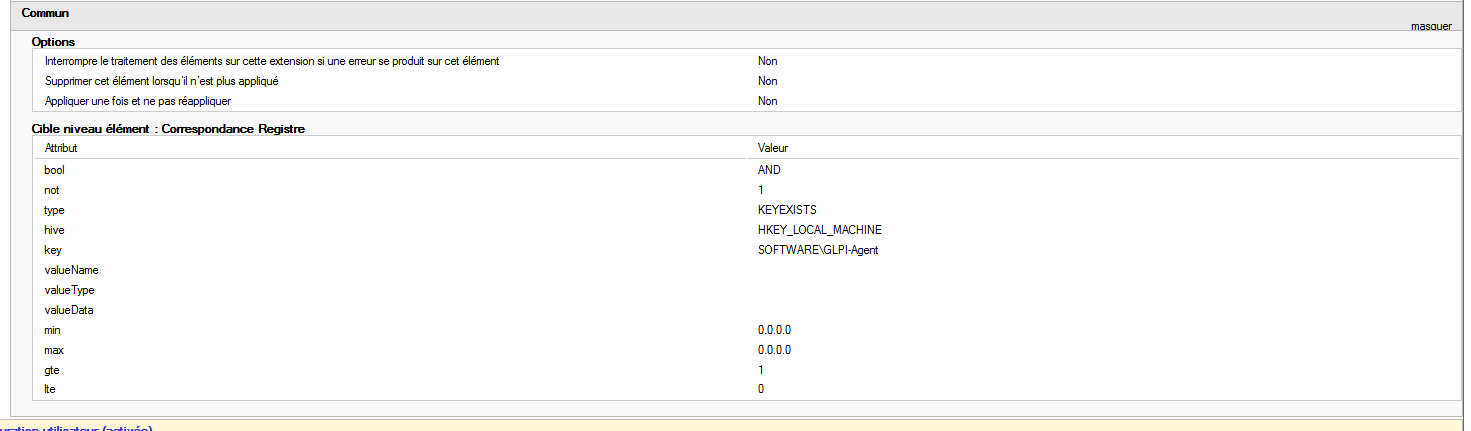 Commun
masquer
Options
Interrompre le traitement des éléments sur cette extension si une erreur se produit sur cet élément Non
Supprimer cet élément lorsqu'il n'est plus appliqué Non
Appliquer une fois et ne pas réappliquer Non
Cible niveau élément : Correspondance Registre
Attribut Valeur
bool AND
not 1
type KEYEXISTS
hive HKEY_LOCAL_MACHINE
key SOFTWARE\GLPI-Agent
valueName
valueType
valueData
min 0.0.0.0
max 0.0.0.0
gte 1
lte 0
utilisateur (activée)